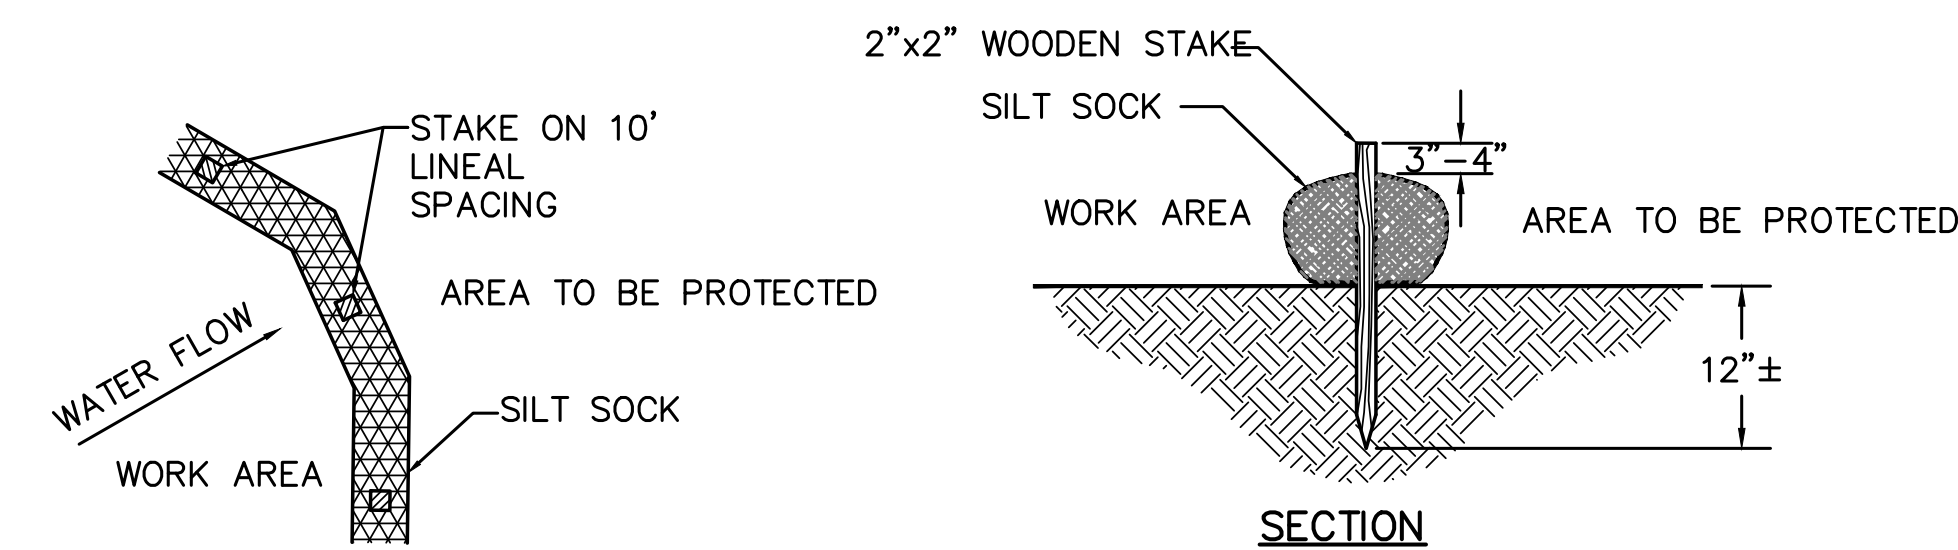 STAKE ON 10'
LINEAL
SPACING
AREA TO BE PROTECTED
WATER FLOW
SILT SOCK
WORK AREA
2”x2” WOODEN STAKE
SILT SOCK
3”–4”
WORK AREA
AREA TO BE PROTECTED
12”±
SECTION